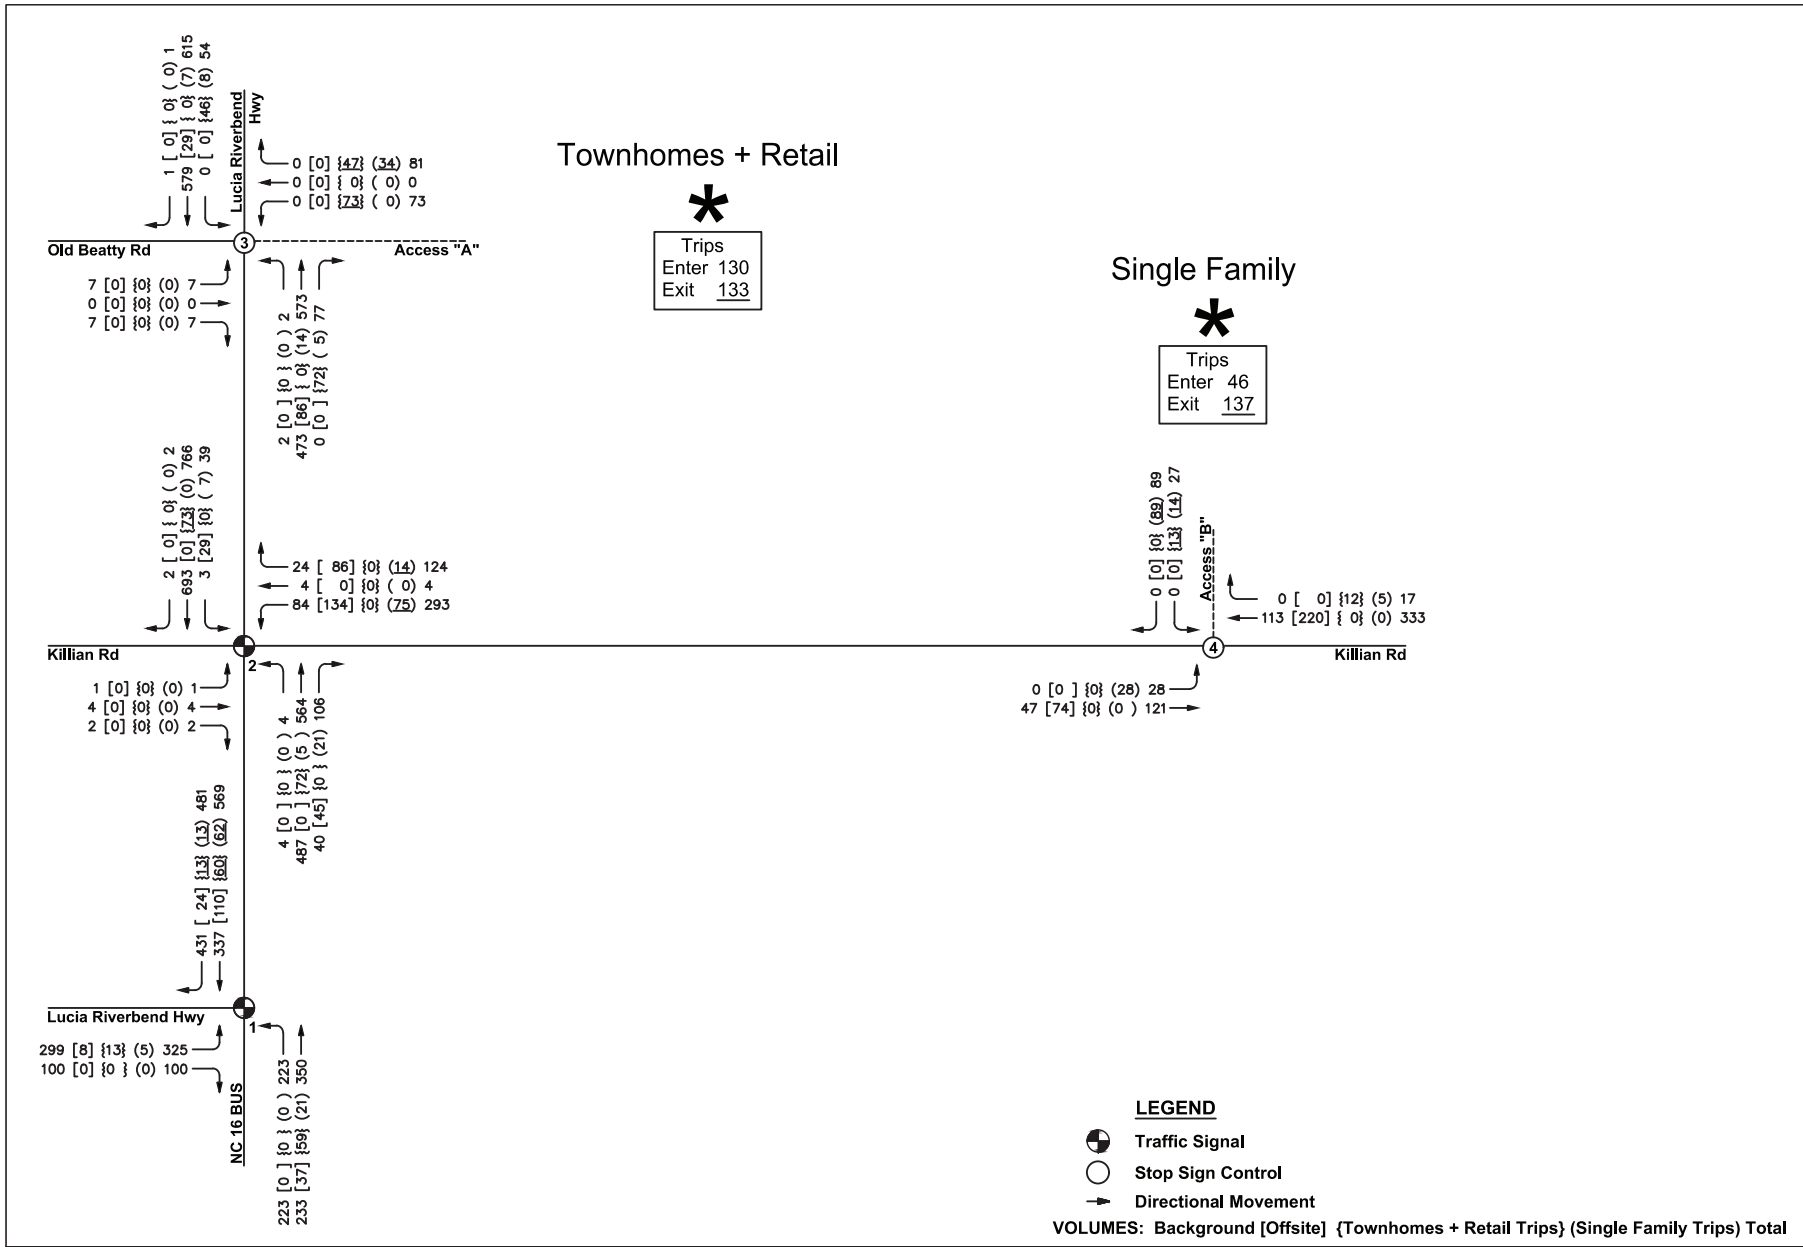 1 [ 0] { 0} ( 0) 1
579 [29] { 0} (7) 615
0 [ 0] {46} (8) 54
Lucia Riverbend
Hwy
0 [0] {47} (34) 81
0 [0] { 0} ( 0) 0
0 [0] {73} ( 0) 73
Townhomes + Retail
*
Trips
Enter 130
Exit 133
Old Beatty Rd
3
Access "A"
7 [0] {0} (0) 7
0 [0] {0} (0) 0
7 [0] {0} (0) 7
2 [0 ] {0 } (0 ) 2
473 [86] { 0} (14) 573
0 [0 ] {72} ( 5) 77
Single Family
*
Trips
Enter 46
Exit 137
2 [ 0] { 0} ( 0) 2
693 [0] {73} (0) 766
3 [29] {0} ( 7) 39
24 [ 86] {0} (14) 124
4 [ 0] {0} ( 0) 4
84 [134] {0} (75) 293
0 [0] {0} (89) 89
0 [0] {13} (14) 27
Access "B"
0 [ 0] {12} (5) 17
113 [220] { 0} (0) 333
Killian Rd
2
4
Killian Rd
1 [0] {0} (0) 1
4 [0] {0} (0) 4
2 [0] {0} (0) 2
4 [0 ] {0 } (0 ) 4
487 [0 ] {72} (5 ) 564
40 [45] {0 } (21) 106
0 [0 ] {0} (28) 28
47 [74] {0} (0 ) 121
431 [ 24] {13} (13) 481
337 [110] {60} (62) 569
Lucia Riverbend Hwy
1
299 [8] {13} (5) 325
100 [0] {0 } (0) 100
NC 16 BUS
223 [0 ] {0 } (0 ) 223
233 [37] {59} (21) 350
LEGEND
Traffic Signal
Stop Sign Control
Directional Movement
VOLUMES: Background [Offsite] {Townhomes + Retail Trips} (Single Family Trips) Total